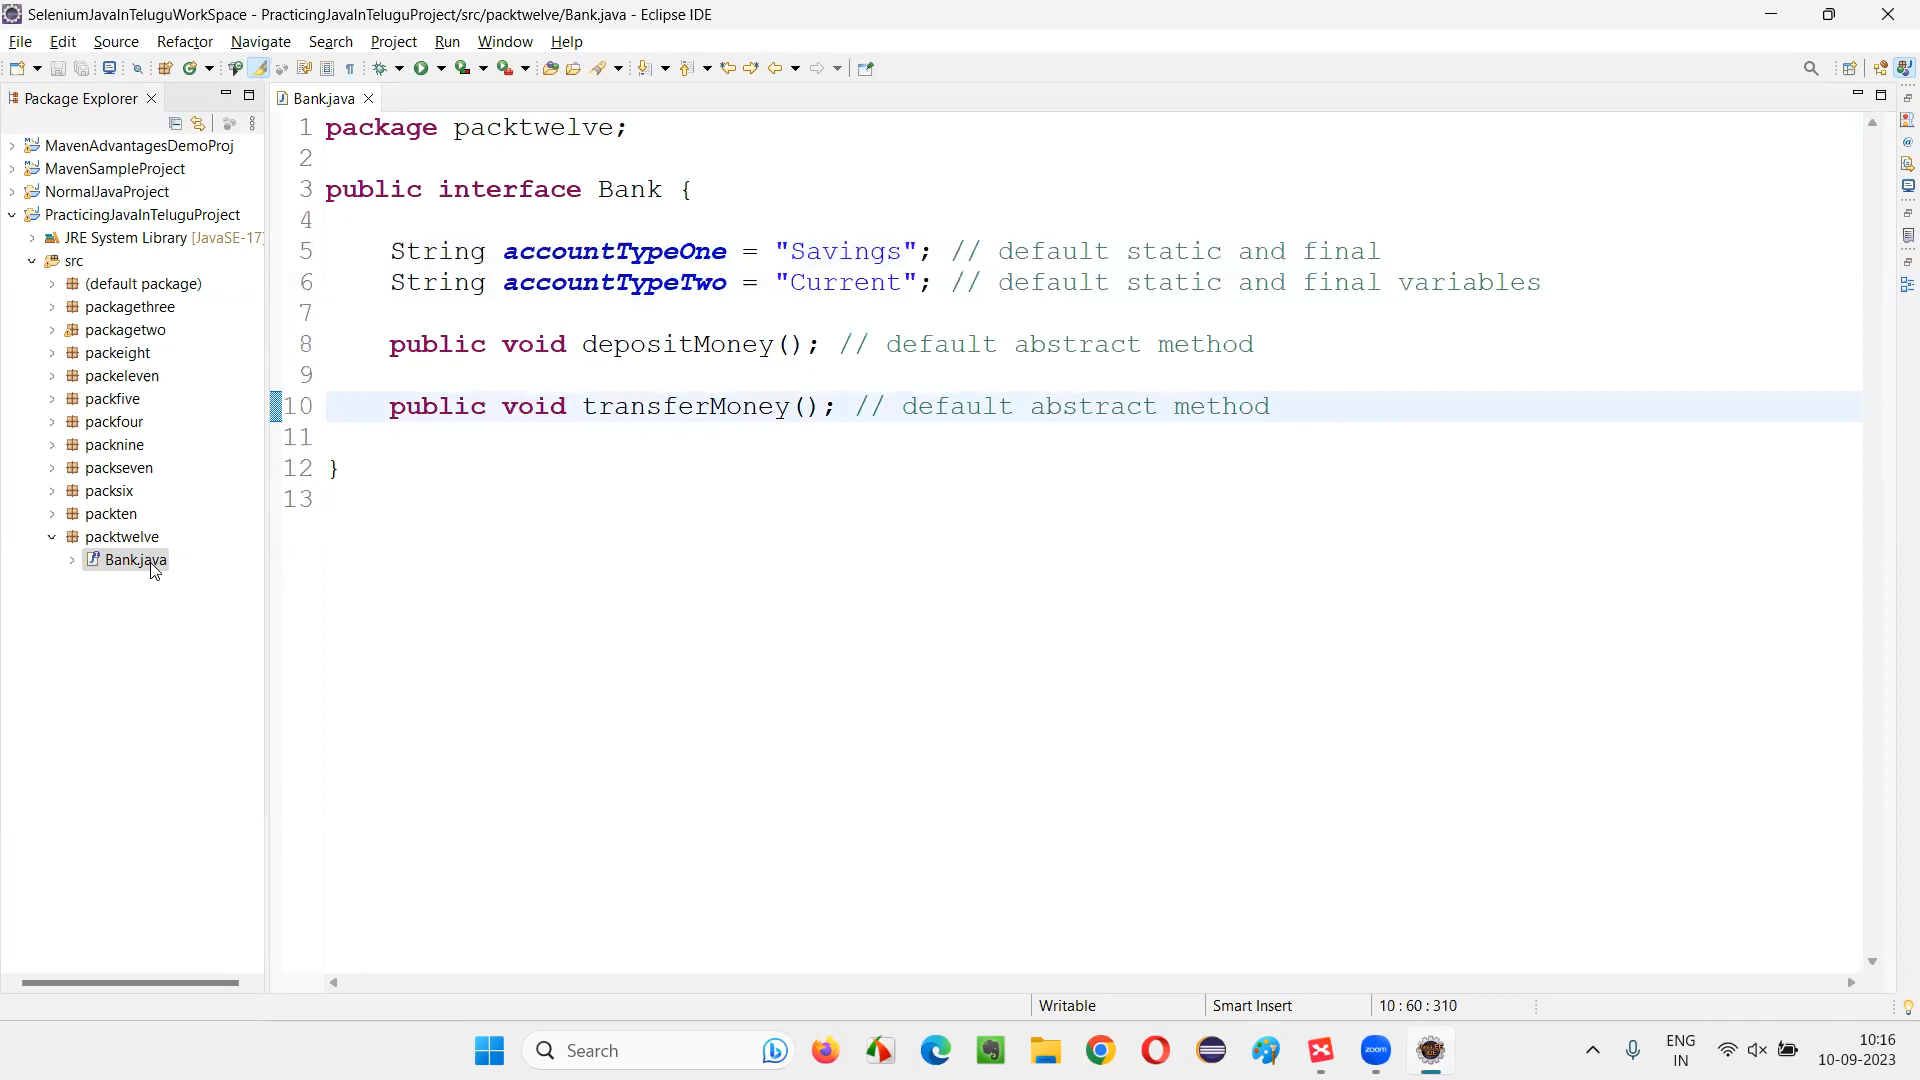 SeleniumJavaInTeluguWorkSpace - PracticingJavaInTeluguProject/src/packtwelve/Bank.java - Eclipse IDE
File Edit Source Refactor Navigate Search Project Run Window Help
Package Explorer
MavenAdvantagesDemoProj
MavenSampleProject
NormalJavaProject
PracticingJavaInTeluguProject
JRE System Library [JavaSE-17]
src
(default package)
packagethree
packagetwo
packeight
packeleven
packfive
packfour
packnine
packseven
packsix
packten
packtwelve
Bank.java
Bank.java
1 package packtwelve;
2
3 public interface Bank {
4
5 String accountTypeOne = "Savings"; // default static and final
6 String accountTypeTwo = "Current"; // default static and final variables
7
8 public void depositMoney(); // default abstract method
9
10 public void transferMoney(); // default abstract method
11
12 }
13
Writable Smart Insert 10 : 60 : 310
Search
zoom
ENG
IN
10:16
10-09-2023